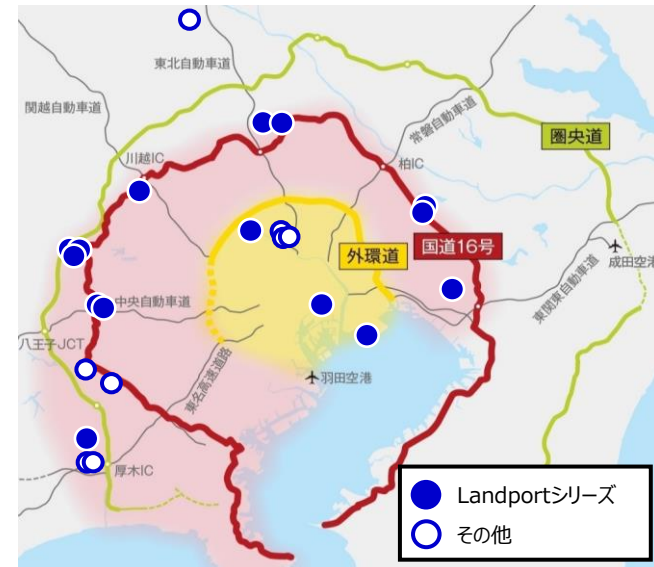 東北自動車道
関越自動車道
常磐自動車道
圏央道
川越IC
柏IC
外環道
国道16号
成田空港
東関東自動車道
中央自動車道
八王子JCT
東名高速道路
羽田空港
厚木IC
Landportシリーズ
その他